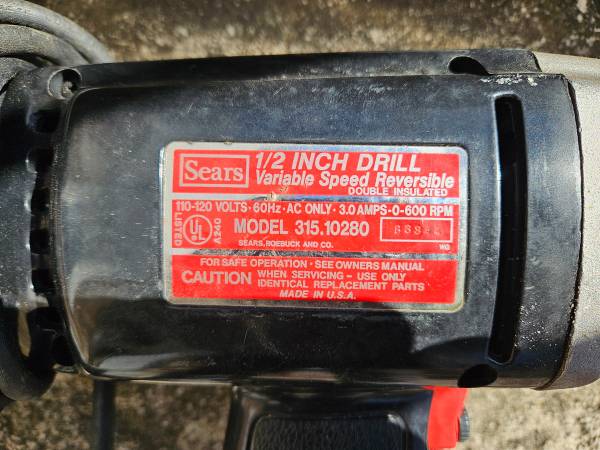 Sears
1/2 INCH DRILL
Variable Speed Reversible
DOUBLE INSULATED
110-120 VOLTS · 60Hz · AC ONLY · 3.0 AMPS-0-600 RPM
LISTED
UL
A240
MODEL 315.10280
WG
SEARS, ROEBUCK AND CO.
FOR SAFE OPERATION · SEE OWNERS MANUAL
CAUTION WHEN SERVICING - USE ONLY
IDENTICAL REPLACEMENT PARTS
MADE IN U.S.A.